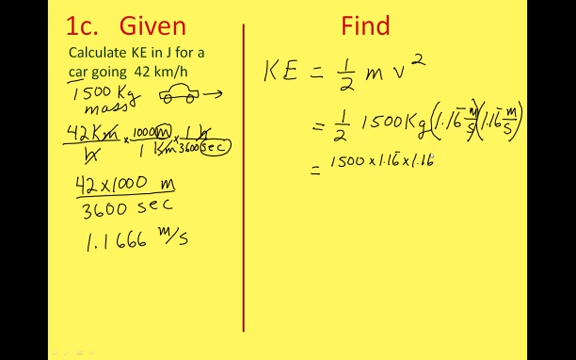 1c. Given
Calculate KE in J for a
car going 42 km/h
1500 Kg
mass
42 Km/h × 1000 m/1 Km × 1 h/3600 sec
42 × 1000 m
3600 sec
1.1666 m/s
Find
KE = 1/2 m v²
= 1/2 1500 Kg (1.16̅ m/s)(1.16̅ m/s)
= 1500 × 1.16̅ × 1.16